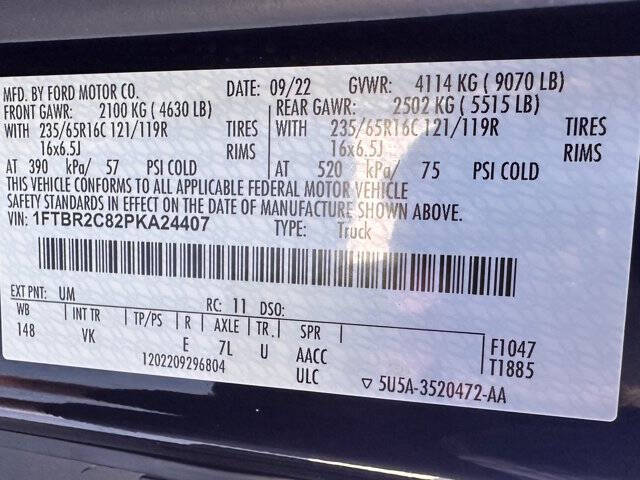 MFD. BY FORD MOTOR CO. DATE: 09/22 GVWR: 4114 KG ( 9070 LB)
FRONT GAWR: 2100 KG ( 4630 LB) REAR GAWR: 2502 KG ( 5515 LB)
WITH 235/65R16C 121/119R TIRES WITH 235/65R16C 121/119R TIRES
16x6.5J RIMS 16x6.5J RIMS
AT 390 kPa/ 57 PSI COLD AT 520 kPa/ 75 PSI COLD
THIS VEHICLE CONFORMS TO ALL APPLICABLE FEDERAL MOTOR VEHICLE
SAFETY STANDARDS IN EFFECT ON THE DATE OF MANUFACTURE SHOWN ABOVE.
VIN: 1FTBR2C82PKA24407 TYPE: Truck
EXT PNT: UM RC: 11 DSO:
WB INT TR TP/PS R AXLE TR. SPR
148 VK E 7L U AACC F1047
1202209296804 ULC T1885
▽ 5U5A-3520472-AA